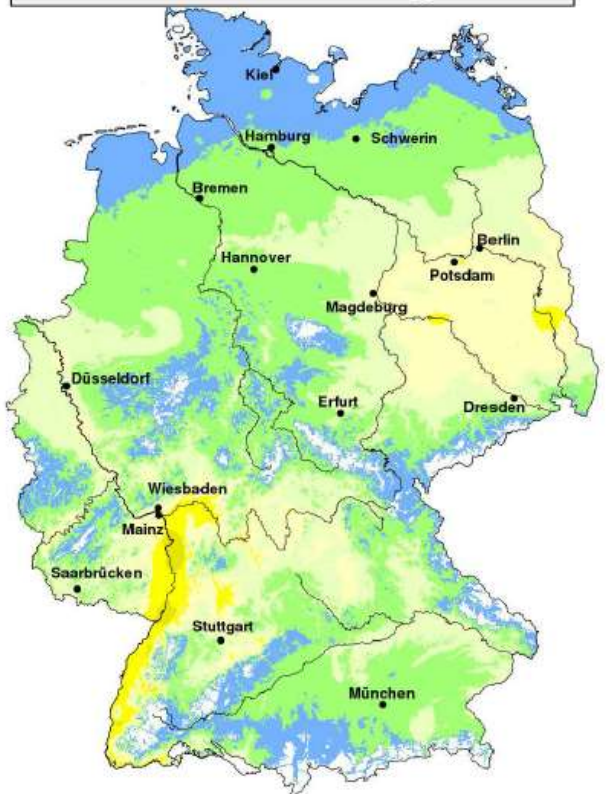 Kiel
Hamburg
Schwerin
Bremen
Berlin
Hannover
Potsdam
Magdeburg
Düsseldorf
Erfurt
Dresden
Wiesbaden
Mainz
Saarbrücken
Stuttgart
München